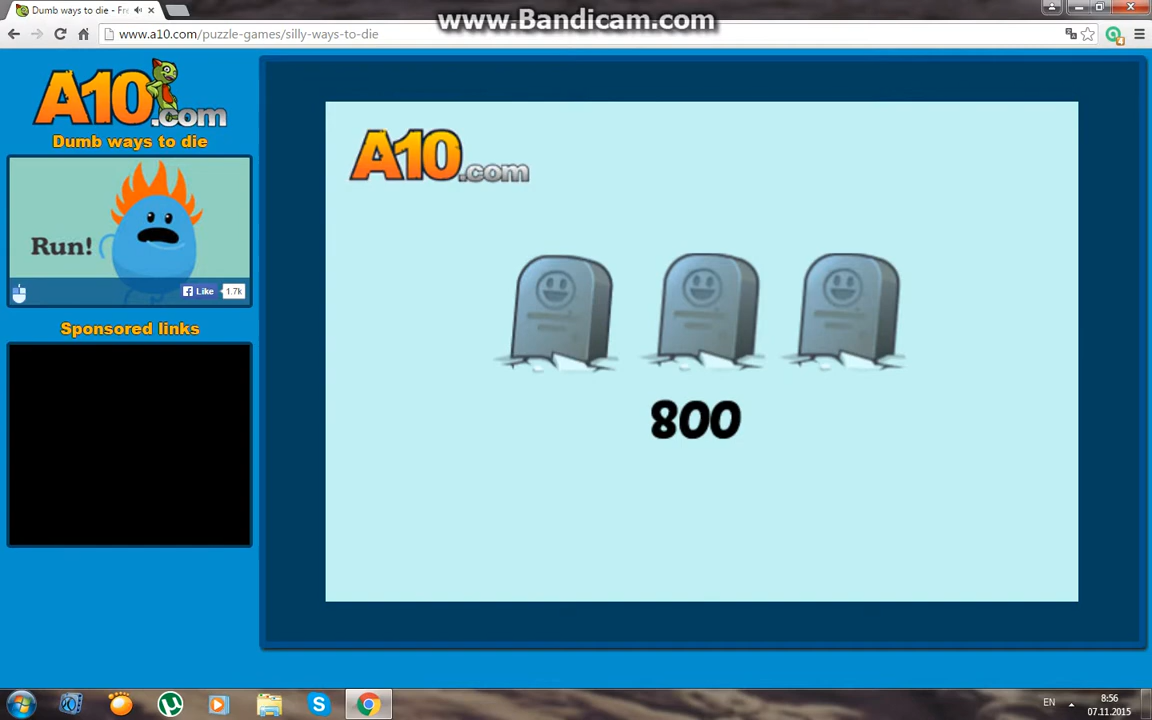 www.Bandicam.com
Dumb ways to die - Fr
www.a10.com/puzzle-games/silly-ways-to-die
A10.com
Dumb ways to die
Run!
Like
1.7k
Sponsored links
A10.com
800
EN
8:56
07.11.2015